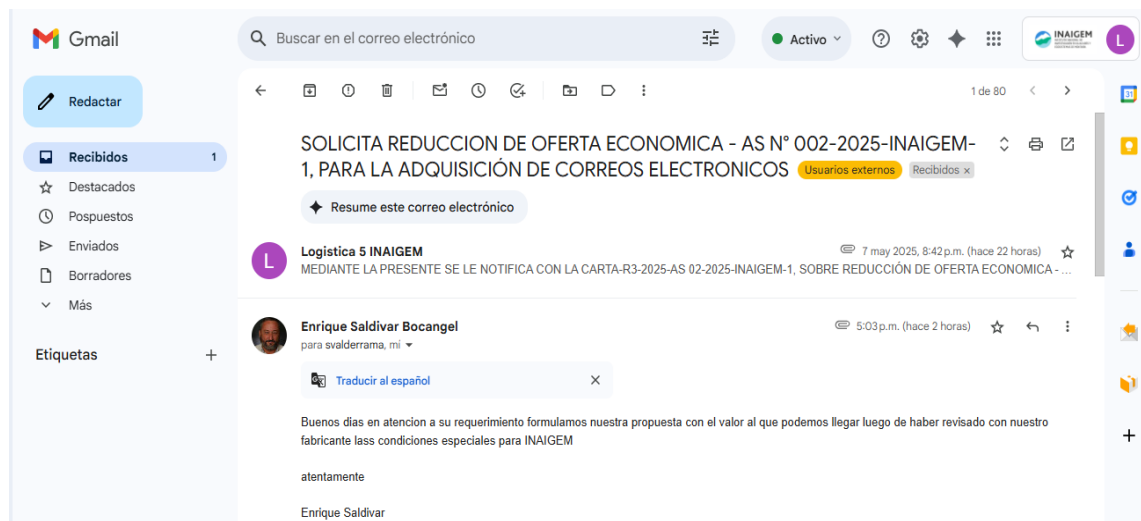 Gmail
Buscar en el correo electrónico
Activo
INAIGEM
L
Redactar
1 de 80
31
Recibidos 1
Destacados
Pospuestos
Enviados
Borradores
Más
Etiquetas
SOLICITA REDUCCION DE OFERTA ECONOMICA - AS N° 002-2025-INAIGEM-
1, PARA LA ADQUISICIÓN DE CORREOS ELECTRONICOS Usuarios externos Recibidos x
Resume este correo electrónico
L
Logistica 5 INAIGEM 7 may 2025, 8:42 p.m. (hace 22 horas)
MEDIANTE LA PRESENTE SE LE NOTIFICA CON LA CARTA-R3-2025-AS 02-2025-INAIGEM-1, SOBRE REDUCCIÓN DE OFERTA ECONOMICA - ...
Enrique Saldivar Bocangel 5:03 p.m. (hace 2 horas)
para svalderrama, mí
Traducir al español
Buenos dias en atencion a su requerimiento formulamos nuestra propuesta con el valor al que podemos llegar luego de haber revisado con nuestro
fabricante lass condiciones especiales para INAIGEM
atentamente
Enrique Saldivar